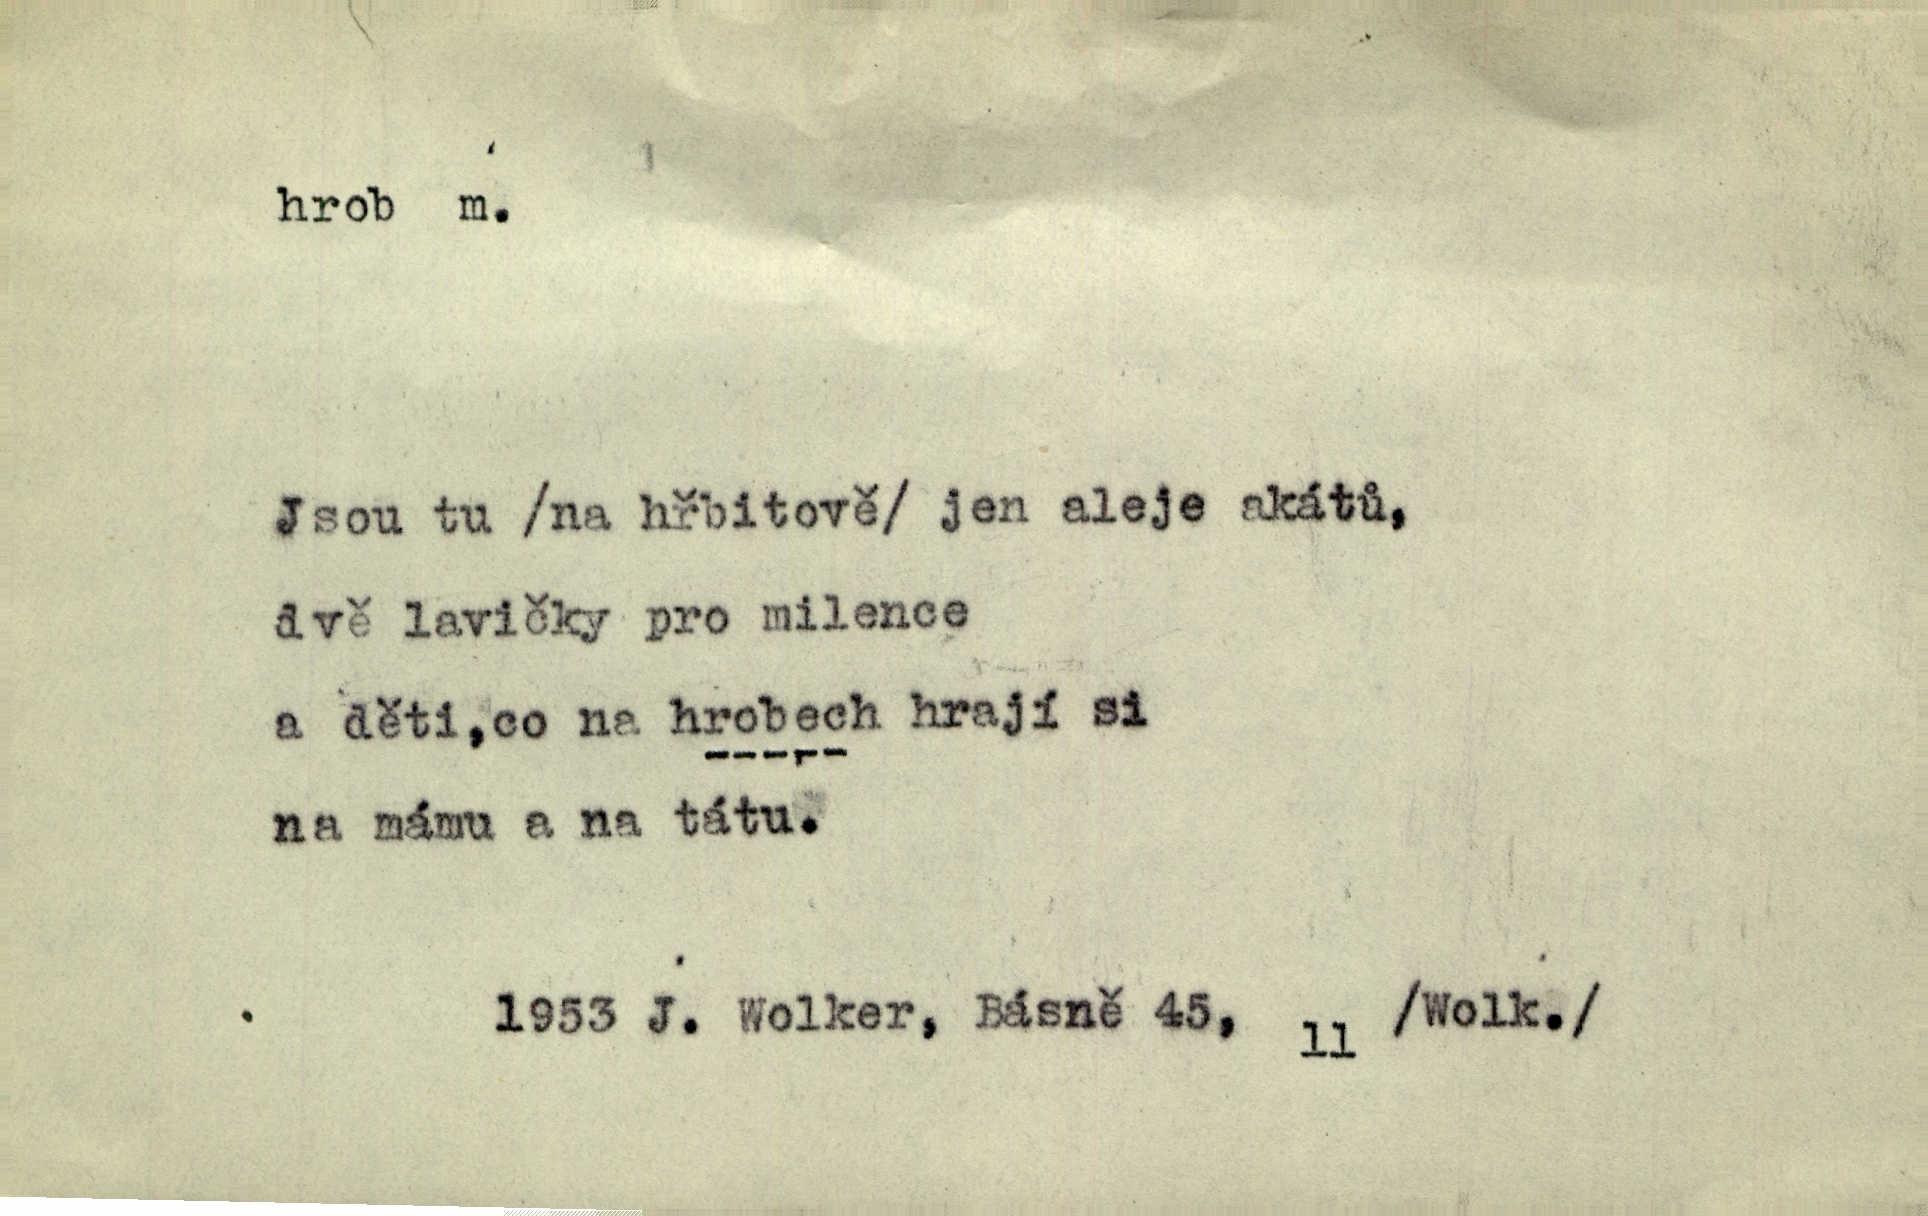 hrob m.
Jsou tu /na hřbitově/ jen aleje akátů,
dvě lavičky pro milence
a děti,co na hrobech hrají si
na mámu a na tátu.
1953 J. Wolker, Básně 45, 11 /Wolk./